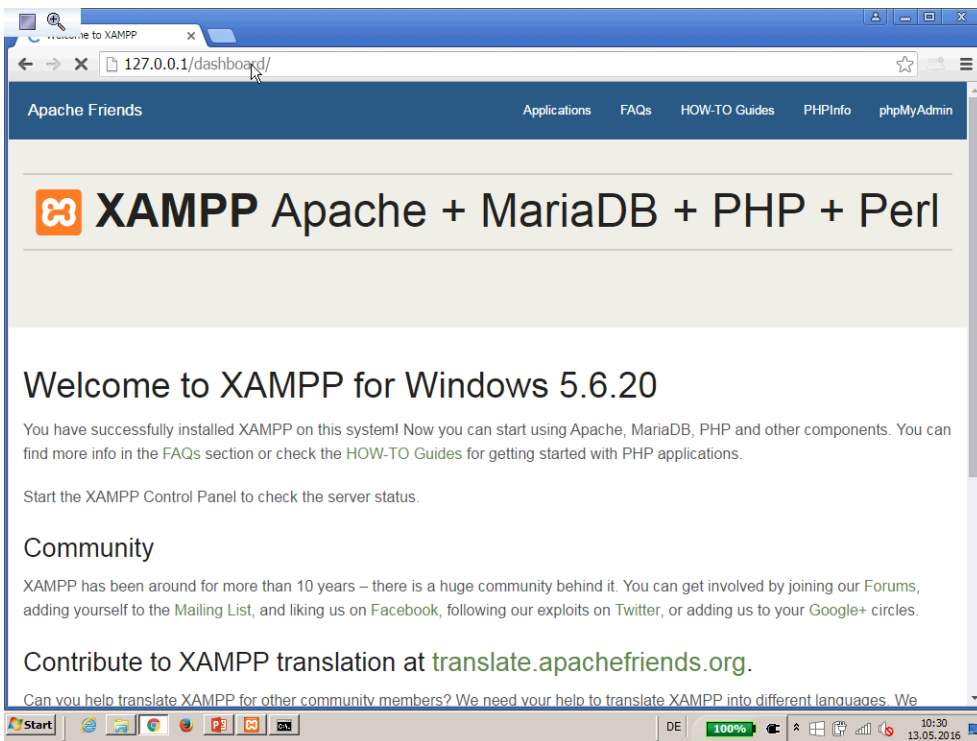 Welcome to XAMPP
127.0.0.1/dashboard/
Apache Friends
Applications
FAQs
HOW-TO Guides
PHPInfo
phpMyAdmin
XAMPP Apache + MariaDB + PHP + Perl
Welcome to XAMPP for Windows 5.6.20
You have successfully installed XAMPP on this system! Now you can start using Apache, MariaDB, PHP and other components. You can
find more info in the FAQs section or check the HOW-TO Guides for getting started with PHP applications.
Start the XAMPP Control Panel to check the server status.
Community
XAMPP has been around for more than 10 years – there is a huge community behind it. You can get involved by joining our Forums,
adding yourself to the Mailing List, and liking us on Facebook, following our exploits on Twitter, or adding us to your Google+ circles.
Contribute to XAMPP translation at translate.apachefriends.org.
Can you help translate XAMPP for other community members? We need your help to translate XAMPP into different languages. We
Start
DE
100%
10:30
13.05.2016